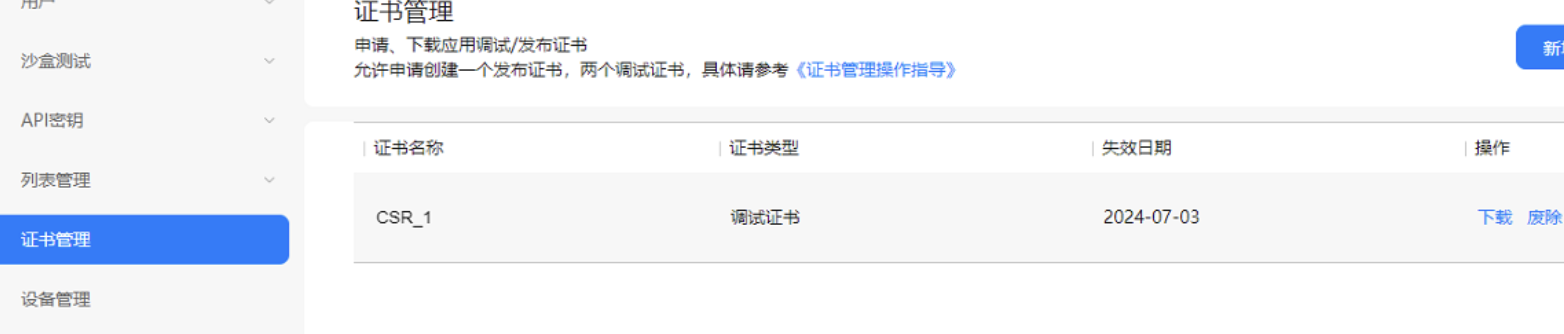 用户
沙盒测试
API密钥
列表管理
证书管理
设备管理
证书管理
申请、下载应用调试/发布证书
允许申请创建一个发布证书，两个调试证书，具体请参考《证书管理操作指导》
新
证书名称 证书类型 失效日期 操作
CSR_1 调试证书 2024-07-03 下载 废除